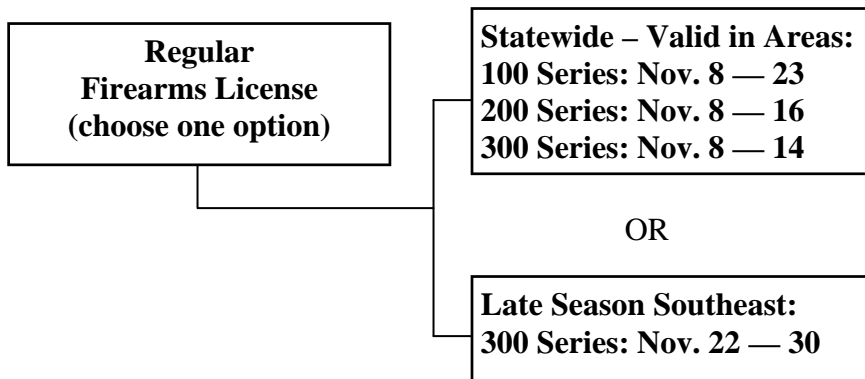 Regular
Firearms License
(choose one option)
Statewide – Valid in Areas:
100 Series: Nov. 8 — 23
200 Series: Nov. 8 — 16
300 Series: Nov. 8 — 14
OR
Late Season Southeast:
300 Series: Nov. 22 — 30